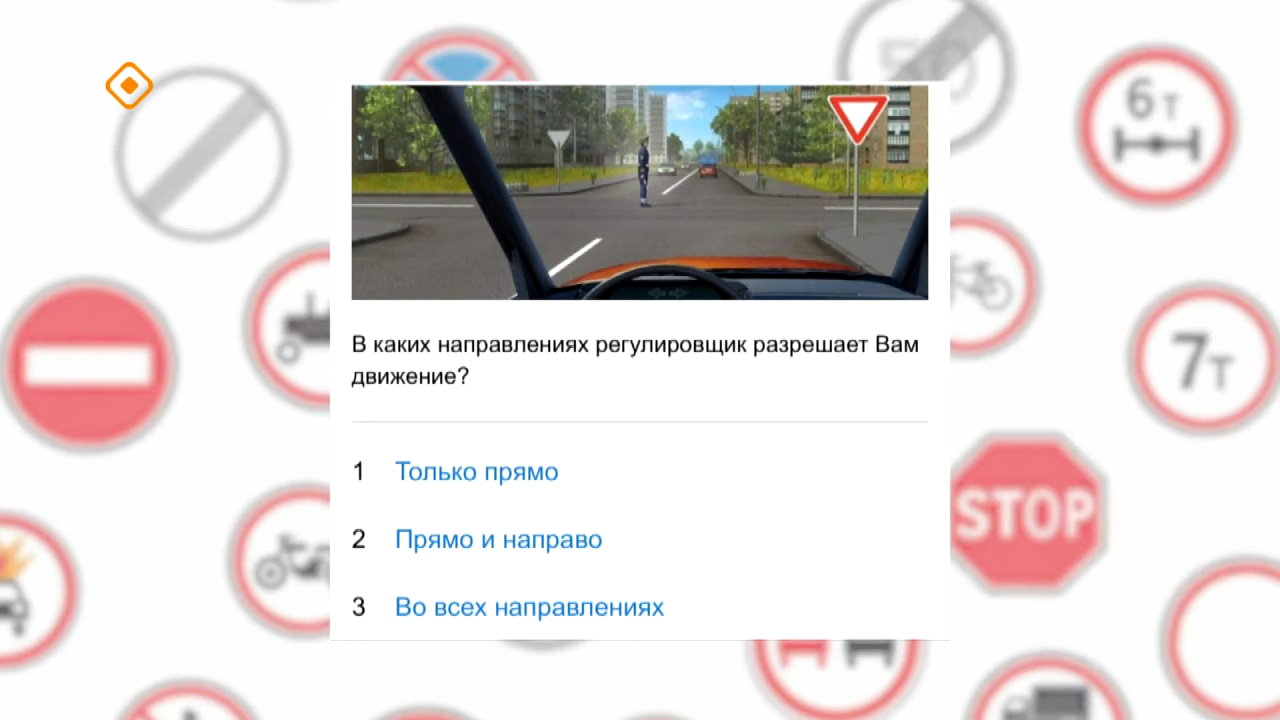 6т
В каких направлениях регулировщик разрешает Вам
движение?
7т
1 Только прямо
2 Прямо и направо
STOP
3 Во всех направлениях